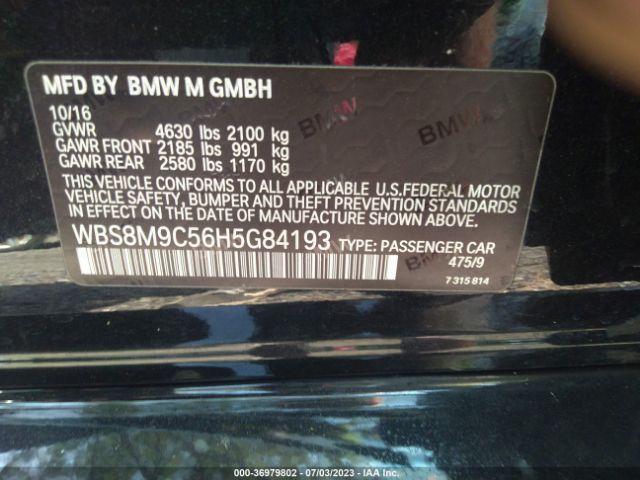 MFD BY BMW M GMBH
10/16
GVWR 4630 lbs 2100 kg
GAWR FRONT 2185 lbs 991 kg
GAWR REAR 2580 lbs 1170 kg
THIS VEHICLE CONFORMS TO ALL APPLICABLE U.S.FEDERAL MOTOR
VEHICLE SAFETY, BUMPER AND THEFT PREVENTION STANDARDS
IN EFFECT ON THE DATE OF MANUFACTURE SHOWN ABOVE.
WBS8M9C56H5G84193 TYPE: PASSENGER CAR
475/9
7 315 814
000-36979802 - 07/03/2023 - IAA Inc.